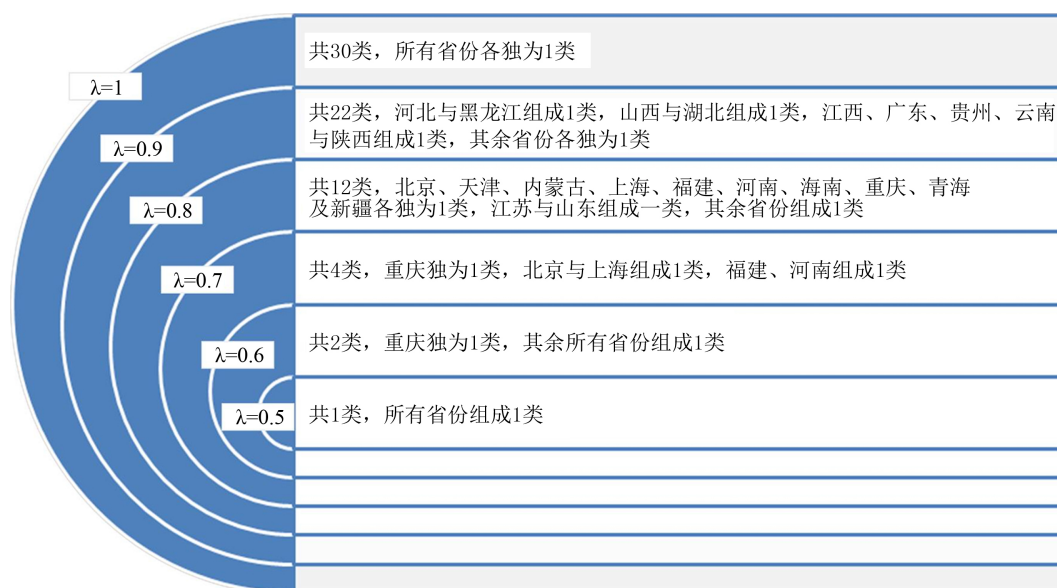 共30类，所有省份各独为1类
λ=1
共22类，河北与黑龙江组成1类，山西与湖北组成1类，江西、广东、贵州、云南
与陕西组成1类，其余省份各独为1类
λ=0.9
共12类，北京、天津、内蒙古、上海、福建、河南、海南、重庆、青海
及新疆各独为1类，江苏与山东组成一类，其余省份组成1类
λ=0.8
共4类，重庆独为1类，北京与上海组成1类，福建、河南组成1类
λ=0.7
共2类，重庆独为1类，其余所有省份组成1类
λ=0.6
共1类，所有省份组成1类
λ=0.5